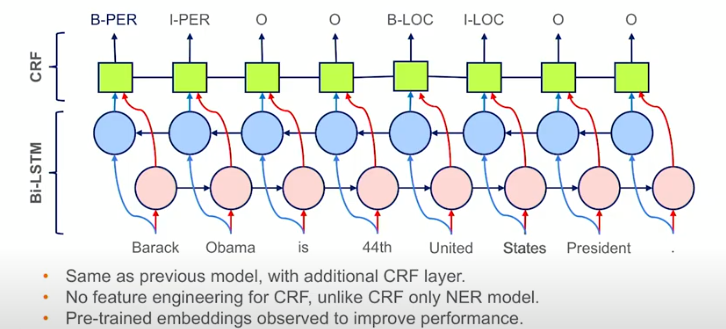 B-PER I-PER O O B-LOC I-LOC O O
CRF
Bi-LSTM
Barack Obama is 44th United States President .
• Same as previous model, with additional CRF layer.
• No feature engineering for CRF, unlike CRF only NER model.
• Pre-trained embeddings observed to improve performance.